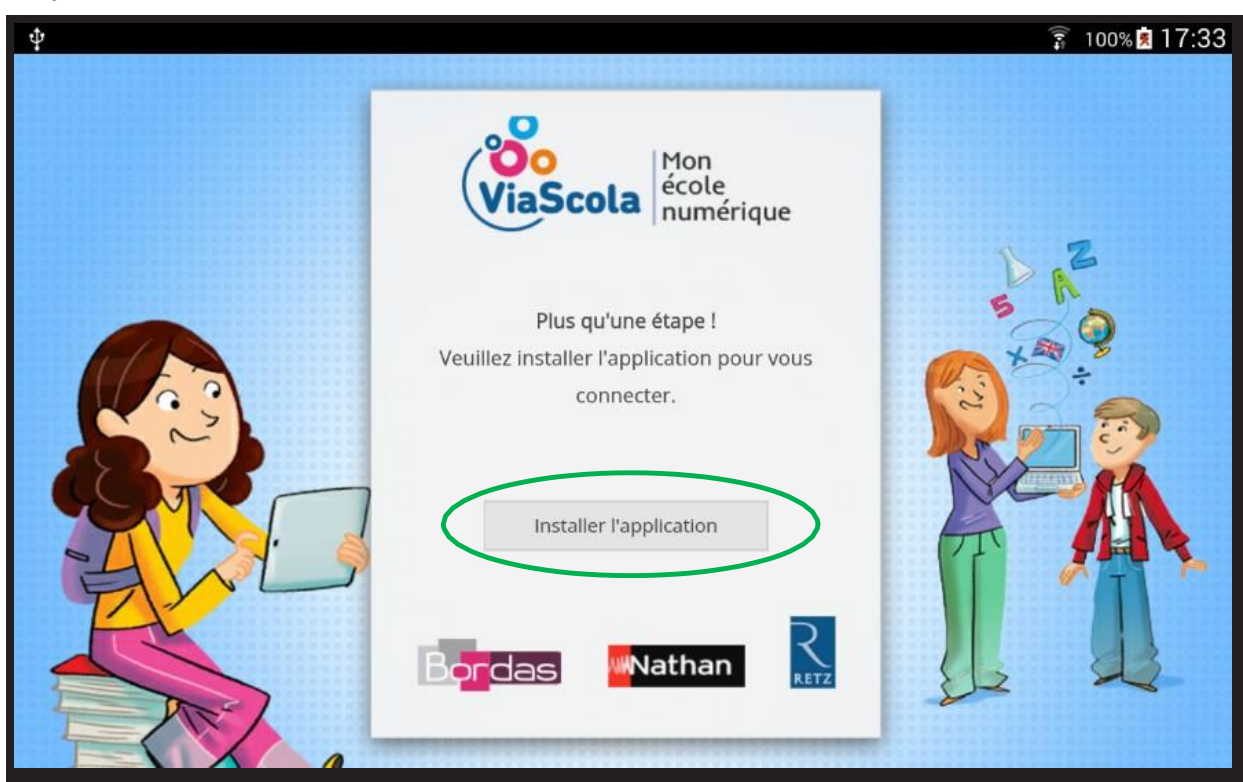 100% 17:33
ViaScola
Mon
école
numérique
Plus qu'une étape !
Veuillez installer l'application pour vous
connecter.
Installer l'application
Bordas
Nathan
R
RETZ
5 A Z
x ÷